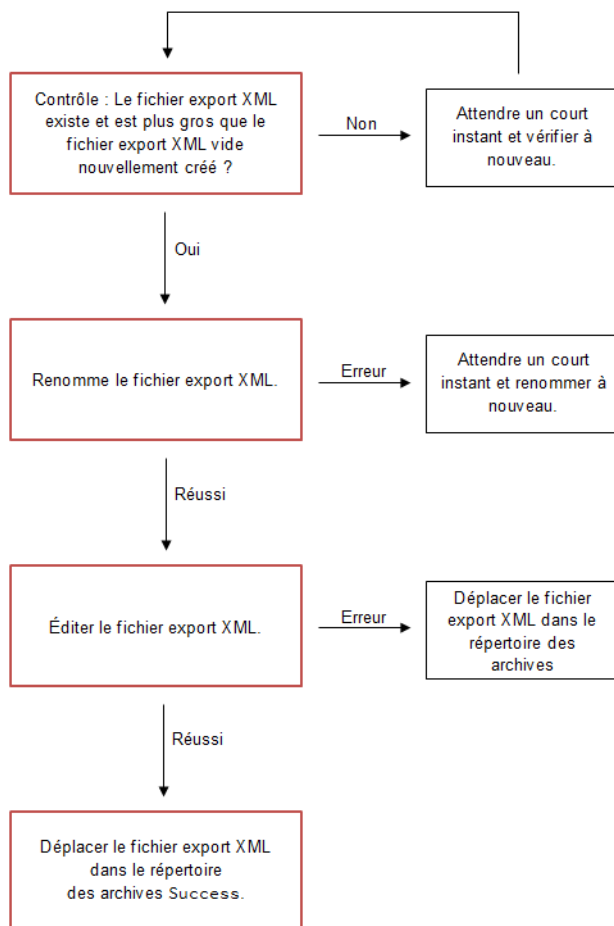 Contrôle : Le fichier export XML
existe et est plus gros que le
fichier export XML vide
nouvellement créé ?
Non
Attendre un court
instant et vérifier à
nouveau.
Oui
Renomme le fichier export XML.
Erreur
Attendre un court
instant et renommer à
nouveau.
Réussi
Éditer le fichier export XML.
Erreur
Déplacer le fichier
export XML dans le
répertoire des
archives
Réussi
Déplacer le fichier export XML
dans le répertoire
des archives Success.